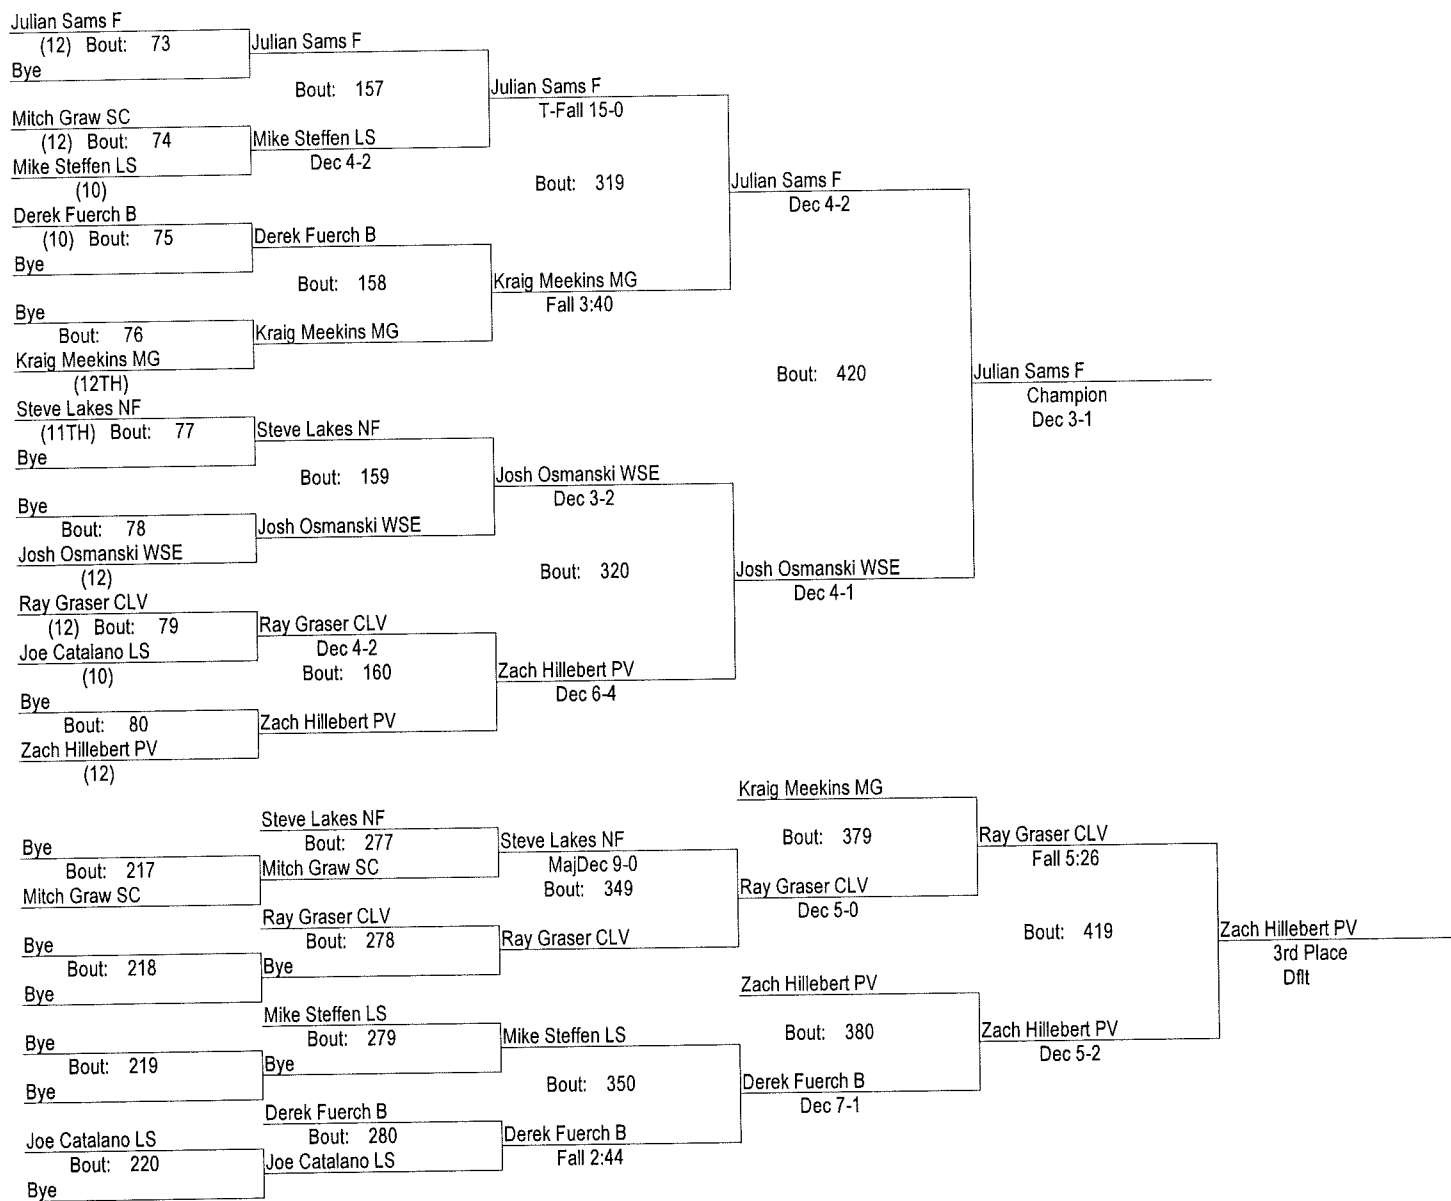 Julian Sams F
(12) Bout: 73
Bye
Julian Sams F
Bout: 157
Mitch Graw SC
(12) Bout: 74
Mike Steffen LS
(10)
Mike Steffen LS
Dec 4-2
Julian Sams F
T-Fall 15-0
Bout: 319
Derek Fuerch B
(10) Bout: 75
Bye
Derek Fuerch B
Bout: 158
Bye
Bout: 76
Kraig Meekins MG
(12TH)
Kraig Meekins MG
Kraig Meekins MG
Fall 3:40
Julian Sams F
Dec 4-2
Bout: 420
Julian Sams F
Champion
Dec 3-1
Steve Lakes NF
(11TH) Bout: 77
Bye
Steve Lakes NF
Bout: 159
Bye
Bout: 78
Josh Osmanski WSE
(12)
Josh Osmanski WSE
Josh Osmanski WSE
Dec 3-2
Bout: 320
Ray Graser CLV
(12) Bout: 79
Joe Catalano LS
(10)
Ray Graser CLV
Dec 4-2
Bout: 160
Bye
Bout: 80
Zach Hillebert PV
(12)
Zach Hillebert PV
Zach Hillebert PV
Dec 6-4
Josh Osmanski WSE
Dec 4-1
Bye
Bout: 217
Mitch Graw SC
Steve Lakes NF
Bout: 277
Mitch Graw SC
Steve Lakes NF
MajDec 9-0
Bout: 349
Bye
Bout: 218
Bye
Ray Graser CLV
Bout: 278
Bye
Ray Graser CLV
Kraig Meekins MG
Bout: 379
Ray Graser CLV
Dec 5-0
Ray Graser CLV
Fall 5:26
Bout: 419
Zach Hillebert PV
3rd Place
Dflt
Bye
Bout: 219
Bye
Mike Steffen LS
Bout: 279
Bye
Mike Steffen LS
Bout: 350
Joe Catalano LS
Bout: 220
Bye
Derek Fuerch B
Bout: 280
Joe Catalano LS
Derek Fuerch B
Fall 2:44
Zach Hillebert PV
Bout: 380
Derek Fuerch B
Dec 7-1
Zach Hillebert PV
Dec 5-2